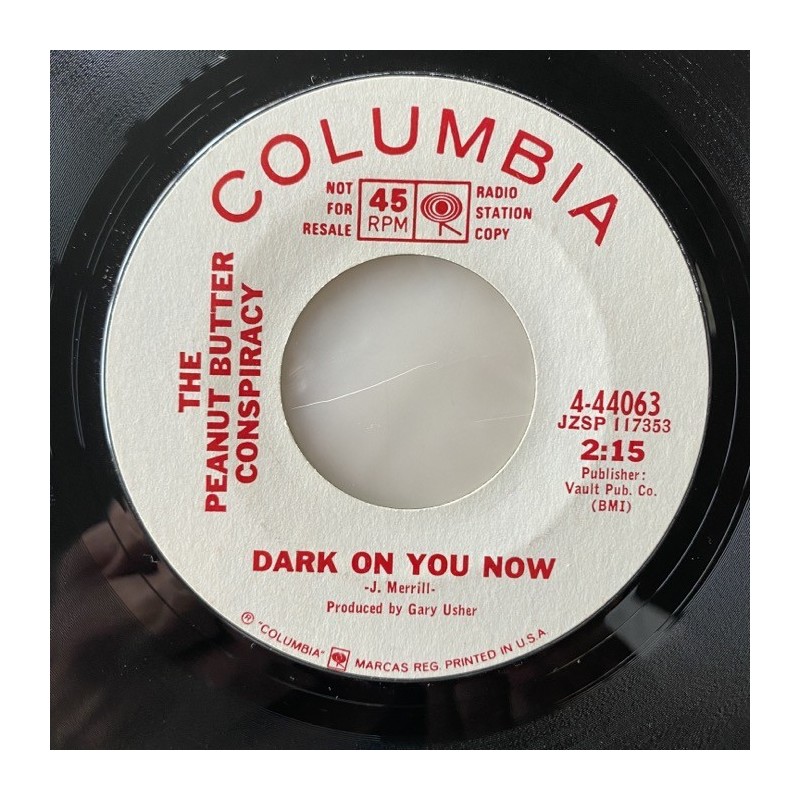 COLUMBIA
NOT
FOR
RESALE
45
RPM
RADIO
STATION
COPY
THE
PEANUT BUTTER
CONSPIRACY
4-44063
JZSP 117353
2:15
Publisher:
Vault Pub. Co.
(BMI)
DARK ON YOU NOW
-J. Merrill-
Produced by Gary Usher
® "COLUMBIA" MARCAS REG. PRINTED IN U.S.A.